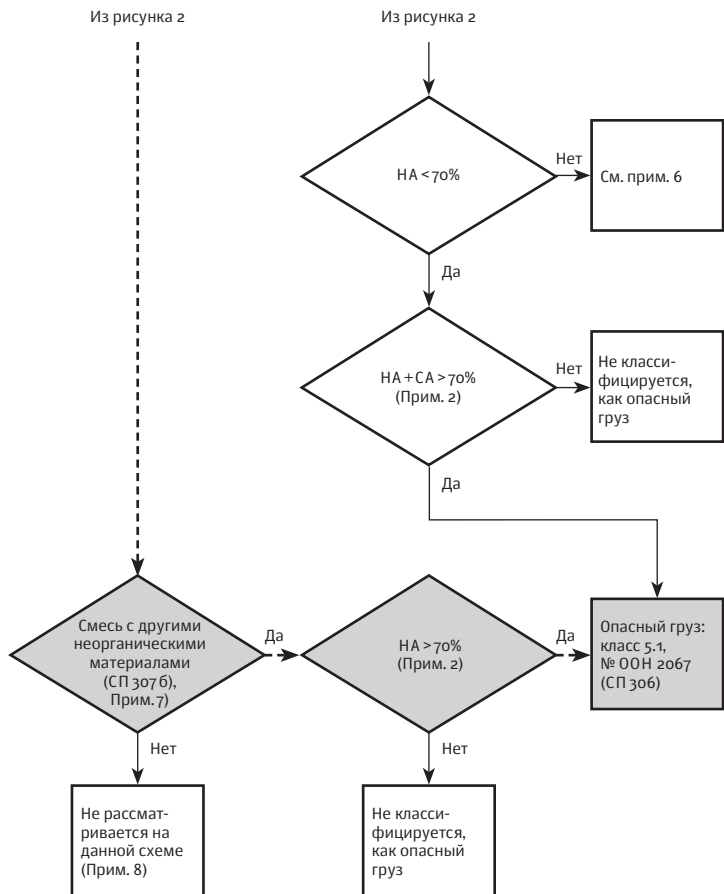 Из рисунка 2
Из рисунка 2
НА < 70%
Нет
См. прим. 6
Да
НА + СА > 70%
(Прим. 2)
Нет
Не класси-
фицируется,
как опасный
груз
Да
Смесь с другими
неорганическими
материалами
(СП 307 б),
Прим. 7)
Да
НА > 70%
(Прим. 2)
Да
Опасный груз:
класс 5.1,
№ ООН 2067
(СП 306)
Нет
Нет
Не рассмат-
ривается на
данной схеме
(Прим. 8)
Не класси-
фицируется,
как опасный
груз